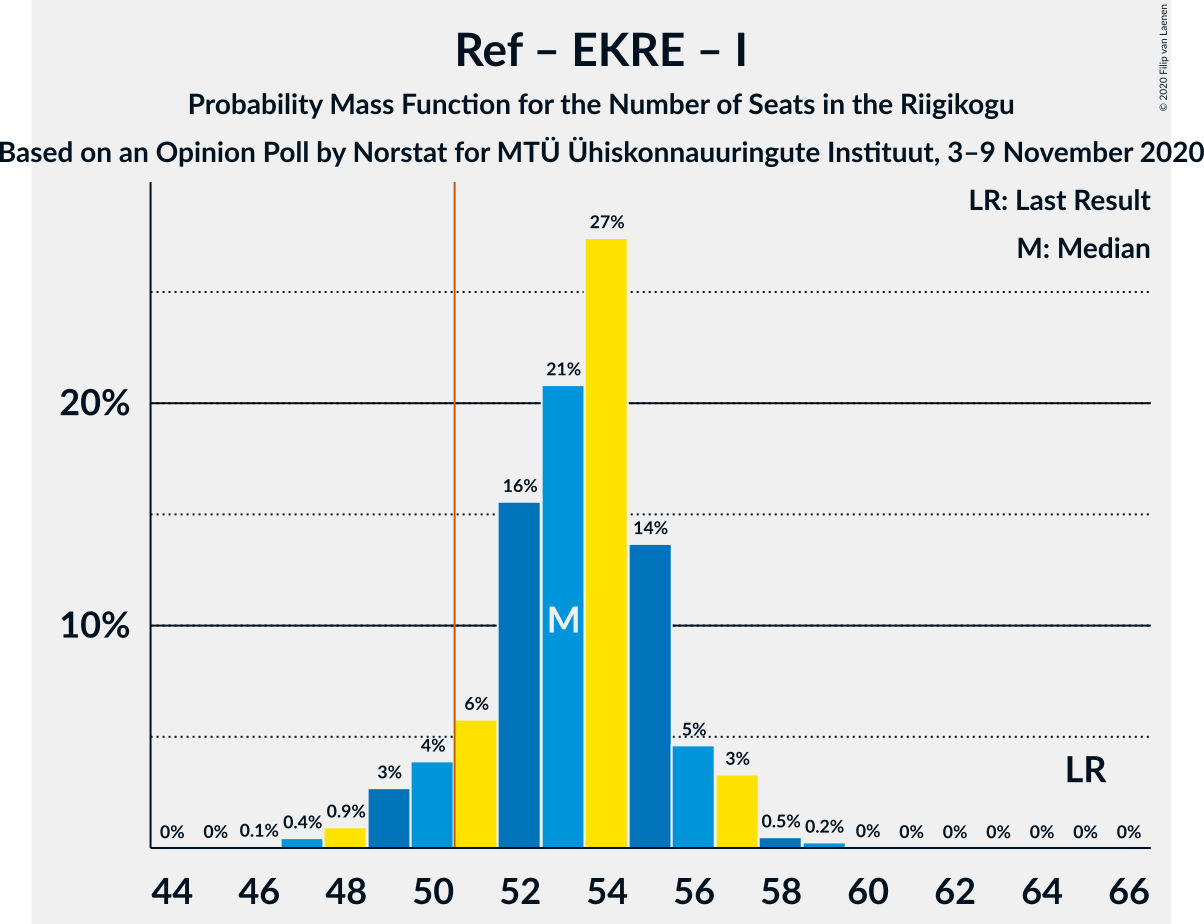 Ref – EKRE – I
Probability Mass Function for the Number of Seats in the Riigikogu
Based on an Opinion Poll by Norstat for MTÜ Ühiskonnauuringute Instituut, 3–9 November 2020
© 2020 Filip van Laenen
LR: Last Result
M: Median
27%
21%
20%
16%
14%
M
10%
6%
5%
4%
3%
3%
LR
0% 0% 0.1% 0.4% 0.9% 0.5% 0.2% 0% 0% 0% 0% 0% 0% 0%
44 46 48 50 52 54 56 58 60 62 64 66